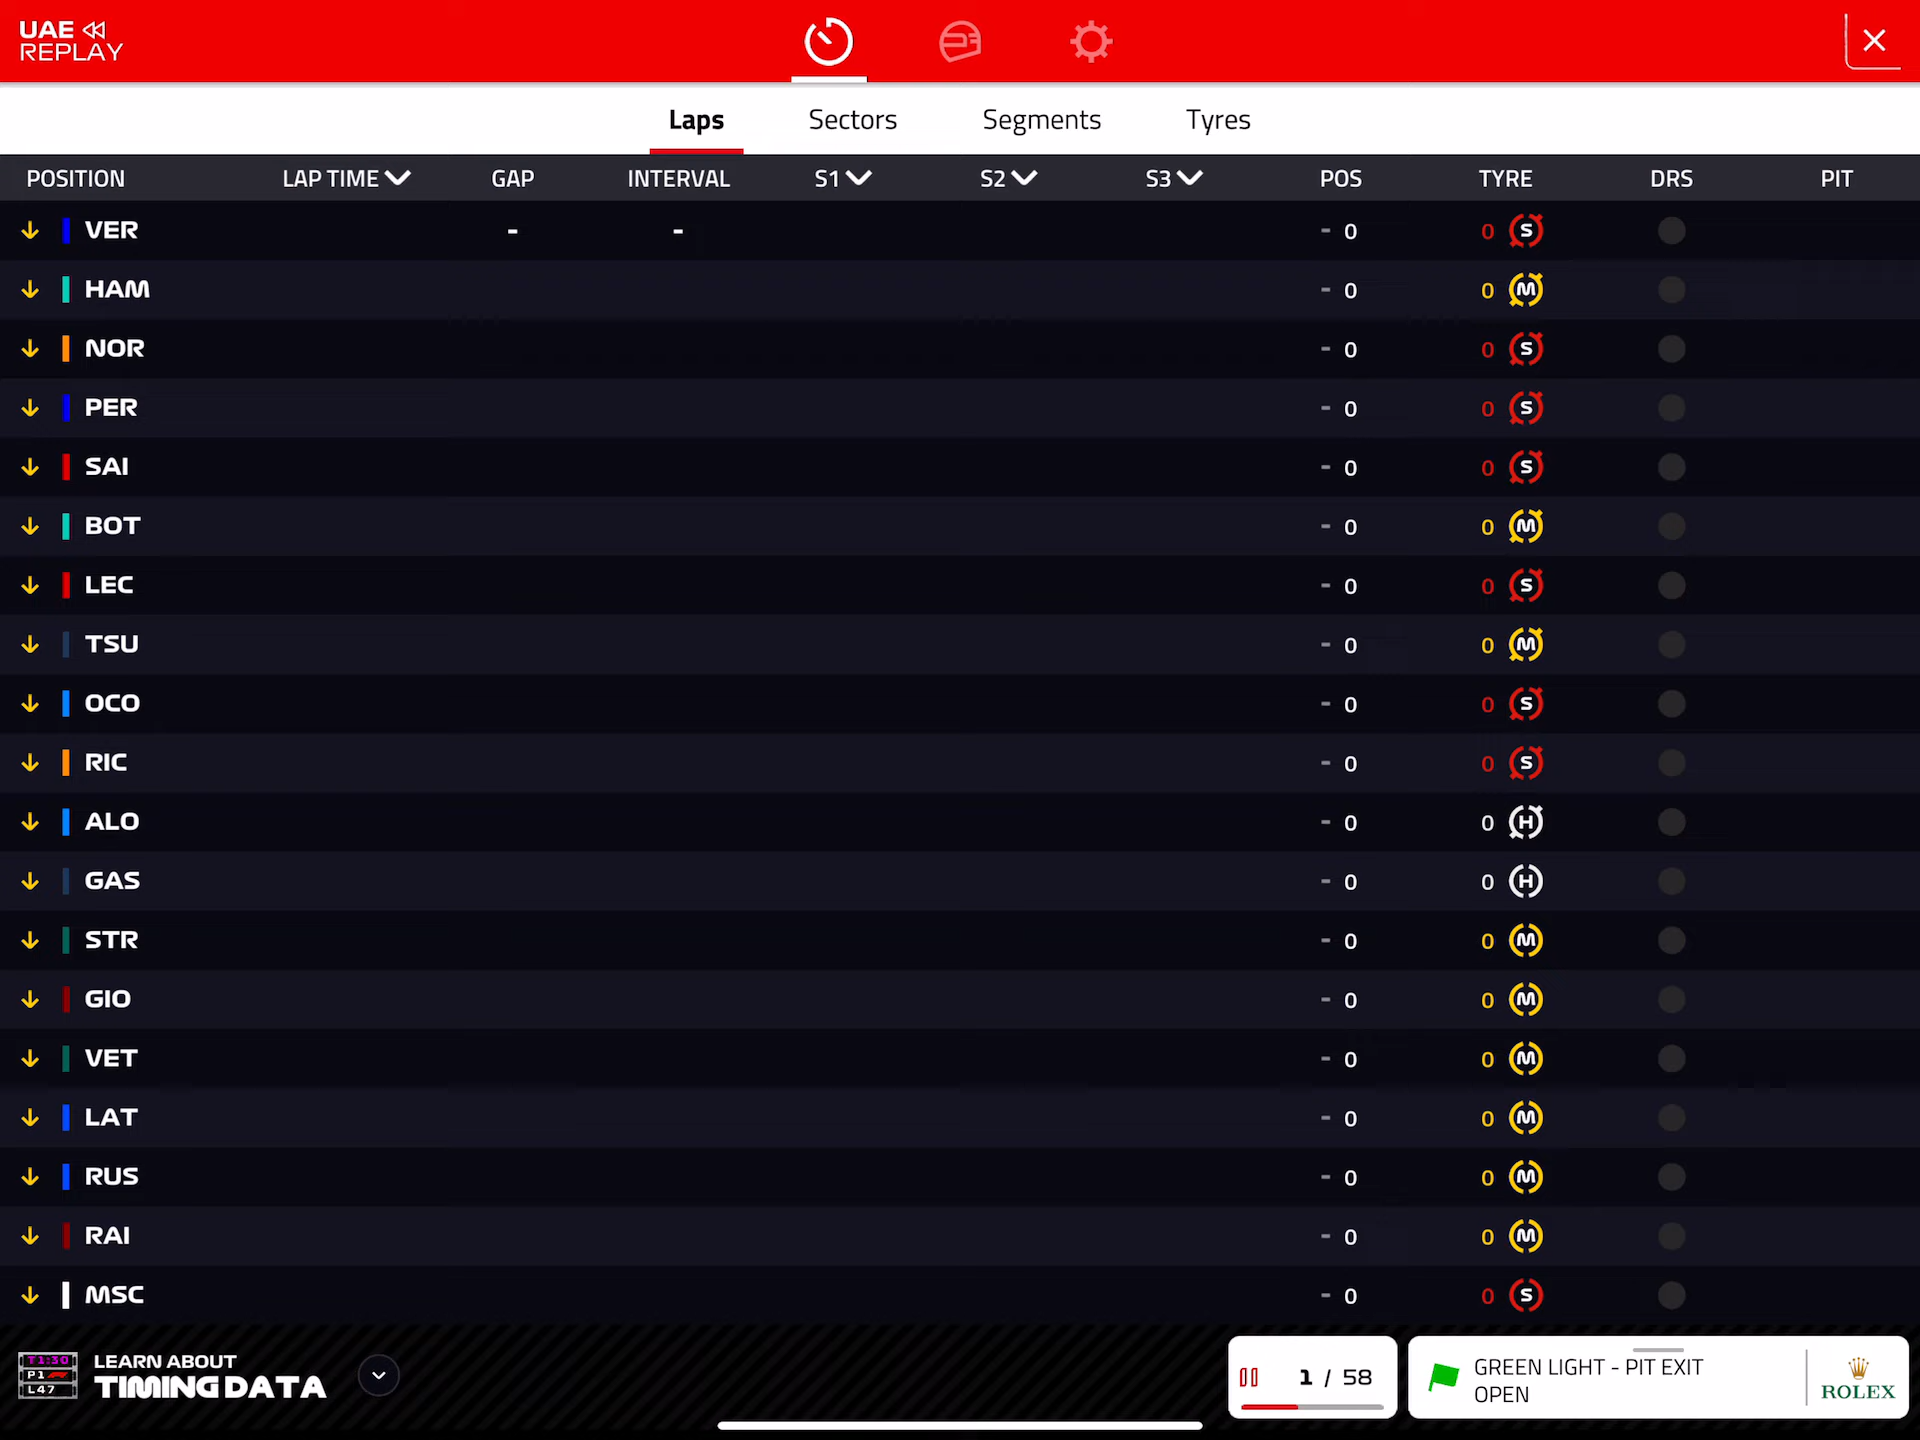 UAE
REPLAY
Laps Sectors Segments Tyres
POSITION LAP TIME GAP INTERVAL S1 S2 S3 POS TYRE DRS PIT
VER - - - 0 0 S
HAM - 0 0 M
NOR - 0 0 S
PER - 0 0 S
SAI - 0 0 S
BOT - 0 0 M
LEC - 0 0 S
TSU - 0 0 M
OCO - 0 0 S
RIC - 0 0 S
ALO - 0 0 H
GAS - 0 0 H
STR - 0 0 M
GIO - 0 0 M
VET - 0 0 M
LAT - 0 0 M
RUS - 0 0 M
RAI - 0 0 M
MSC - 0 0 S
T1:30
P1
L47
LEARN ABOUT
TIMING DATA
1 / 58
GREEN LIGHT - PIT EXIT
OPEN
ROLEX